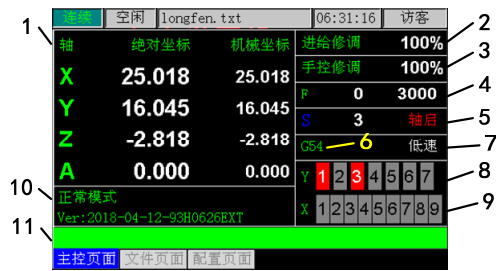 连续 空闲 longfen.txt 06:31:16 访客
1 轴 绝对坐标 机械坐标 进给修调 100% 2
X 25.018 25.018 手控修调 100% 3
Y 16.045 16.045 F 0 3000 4
Z -2.818 -2.818 S 3 轴启 5
G54 6 低速 7
A 0.000 0.000 Y 1 2 3 4 5 6 7 8
10 正常模式 X 1 2 3 4 5 6 7 8 9 9
Ver:2018-04-12-93H0626EXT
11
主控页面 文件页面 配置页面